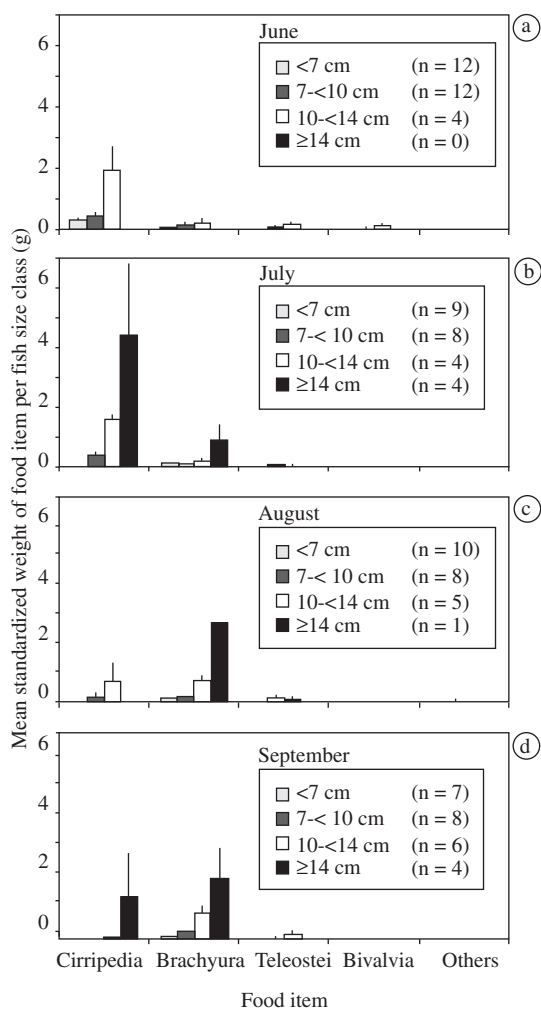 Mean standardized weight of food item per fish size class (g)
a
June
<7 cm (n = 12)
7-<10 cm (n = 12)
10-<14 cm (n = 4)
≥14 cm (n = 0)
6
4
2
0
b
July
<7 cm (n = 9)
7-< 10 cm (n = 8)
10-<14 cm (n = 4)
≥14 cm (n = 4)
6
4
2
0
c
August
<7 cm (n = 10)
7-< 10 cm (n = 8)
10-<14 cm (n = 5)
≥14 cm (n = 1)
6
4
2
0
d
September
<7 cm (n = 7)
7-< 10 cm (n = 8)
10-<14 cm (n = 6)
≥14 cm (n = 4)
6
4
2
0
Cirripedia Brachyura Teleostei Bivalvia Others
Food item